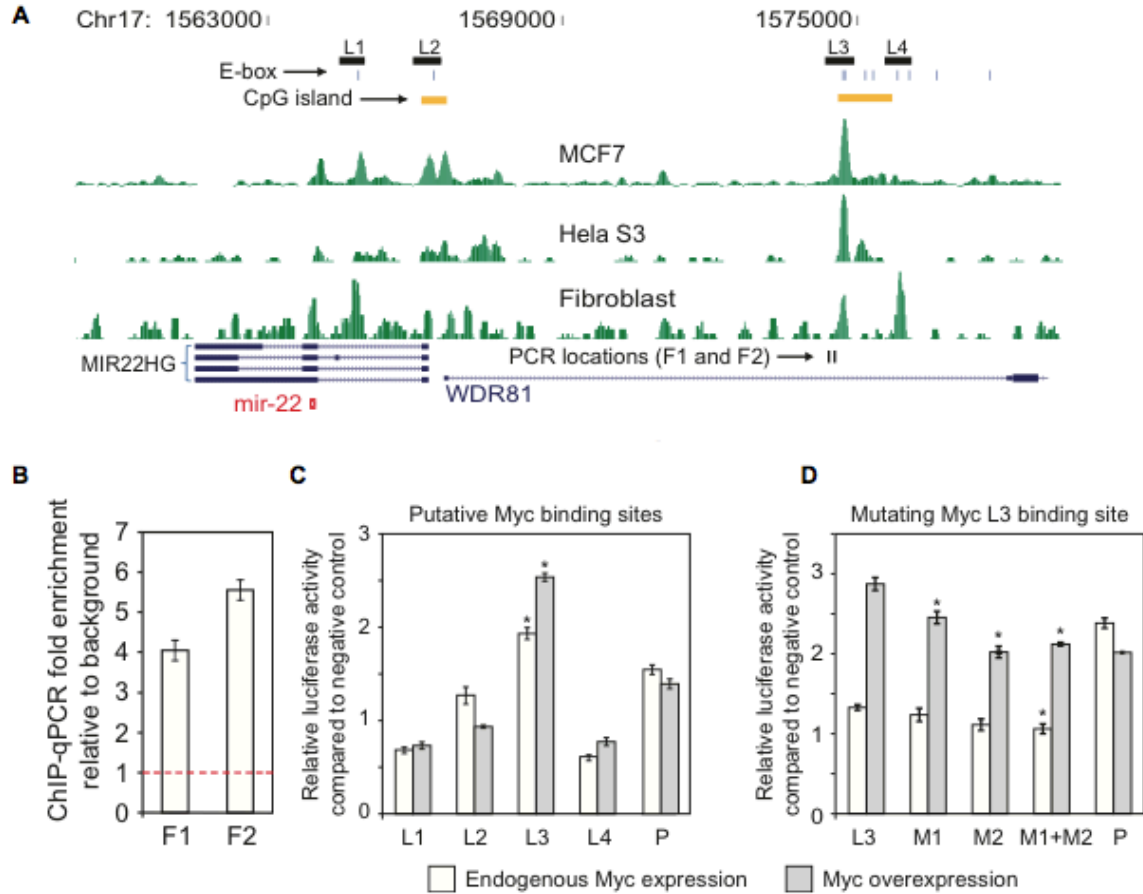 A
Chr17: 1563000 1569000 1575000
L1 L2 L3 L4
E-box
CpG island
MCF7
Hela S3
Fibroblast
MIR22HG
PCR locations (F1 and F2)
WDR81
mir-22
B
ChIP-qPCR fold enrichment
relative to background
7
6
5
4
3
2
1
0
F1 F2
C
Putative Myc binding sites
Relative luciferase activity
compared to negative control
3
2
1
0
* *
L1 L2 L3 L4 P
D
Mutating Myc L3 binding site
Relative luciferase activity
compared to negative control
3
2
1
0
* * * *
L3 M1 M2 M1+M2 P
Endogenous Myc expression
Myc overexpression